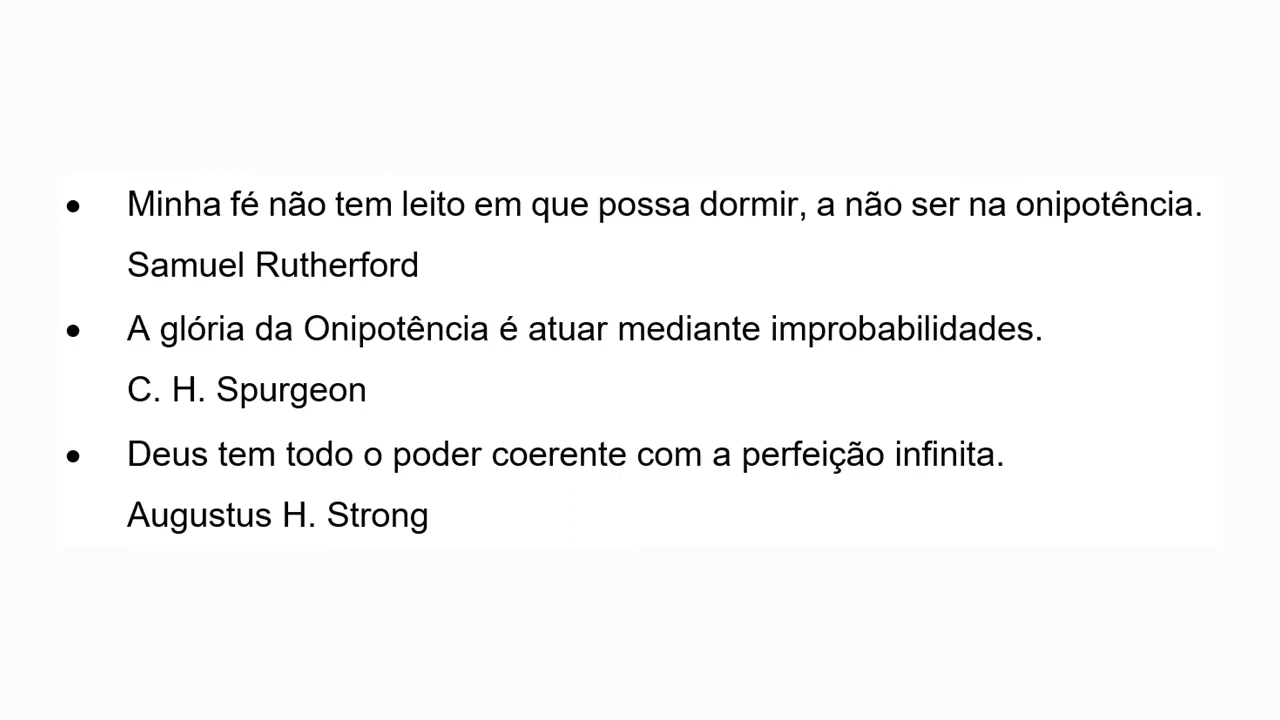 • Minha fé não tem leito em que possa dormir, a não ser na onipotência.
Samuel Rutherford
• A glória da Onipotência é atuar mediante improbabilidades.
C. H. Spurgeon
• Deus tem todo o poder coerente com a perfeição infinita.
Augustus H. Strong